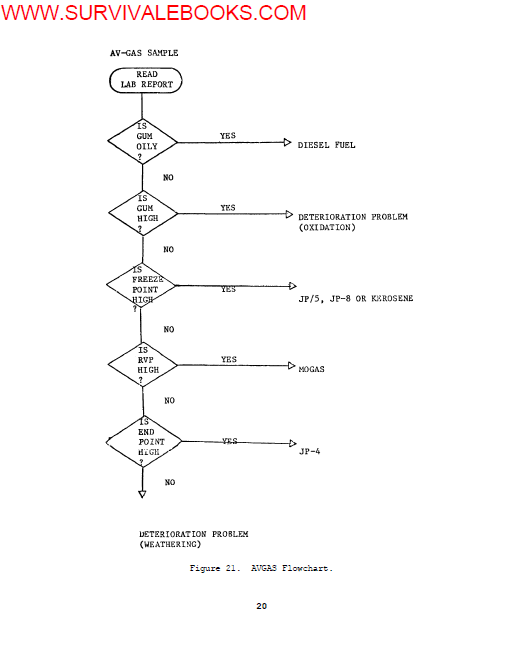 WWW.SURVIVALEBOOKS.COM
AV-GAS SAMPLE
READ
LAB REPORT
IS
GUM
OILY
?
YES
DIESEL FUEL
NO
IS
GUM
HIGH
?
YES
DETERIORATION PROBLEM
(OXIDATION)
NO
IS
FREEZE
POINT
HIGH
?
YES
JP/5, JP-8 OR KEROSENE
NO
IS
RVP
HIGH
?
YES
MOGAS
NO
IS
END
POINT
HIGH
?
YES
JP-4
NO
DETERIORATION PROBLEM
(WEATHERING)
Figure 21. AVGAS Flowchart.
20